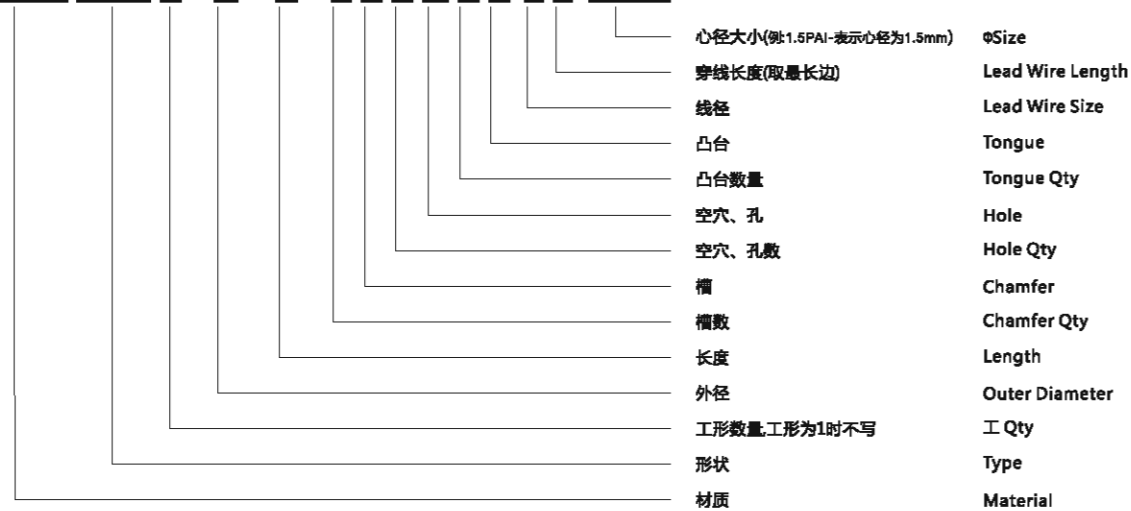 心径大小(例:1.5PAI-表示心径为1.5mm) ΦSize
穿线长度(取最长边) Lead Wire Length
线径 Lead Wire Size
凸台 Tongue
凸台数量 Tongue Qty
空穴、孔 Hole
空穴、孔数 Hole Qty
槽 Chamfer
槽数 Chamfer Qty
长度 Length
外径 Outer Diameter
工形数量,工形为1时不写 工 Qty
形状 Type
材质 Material